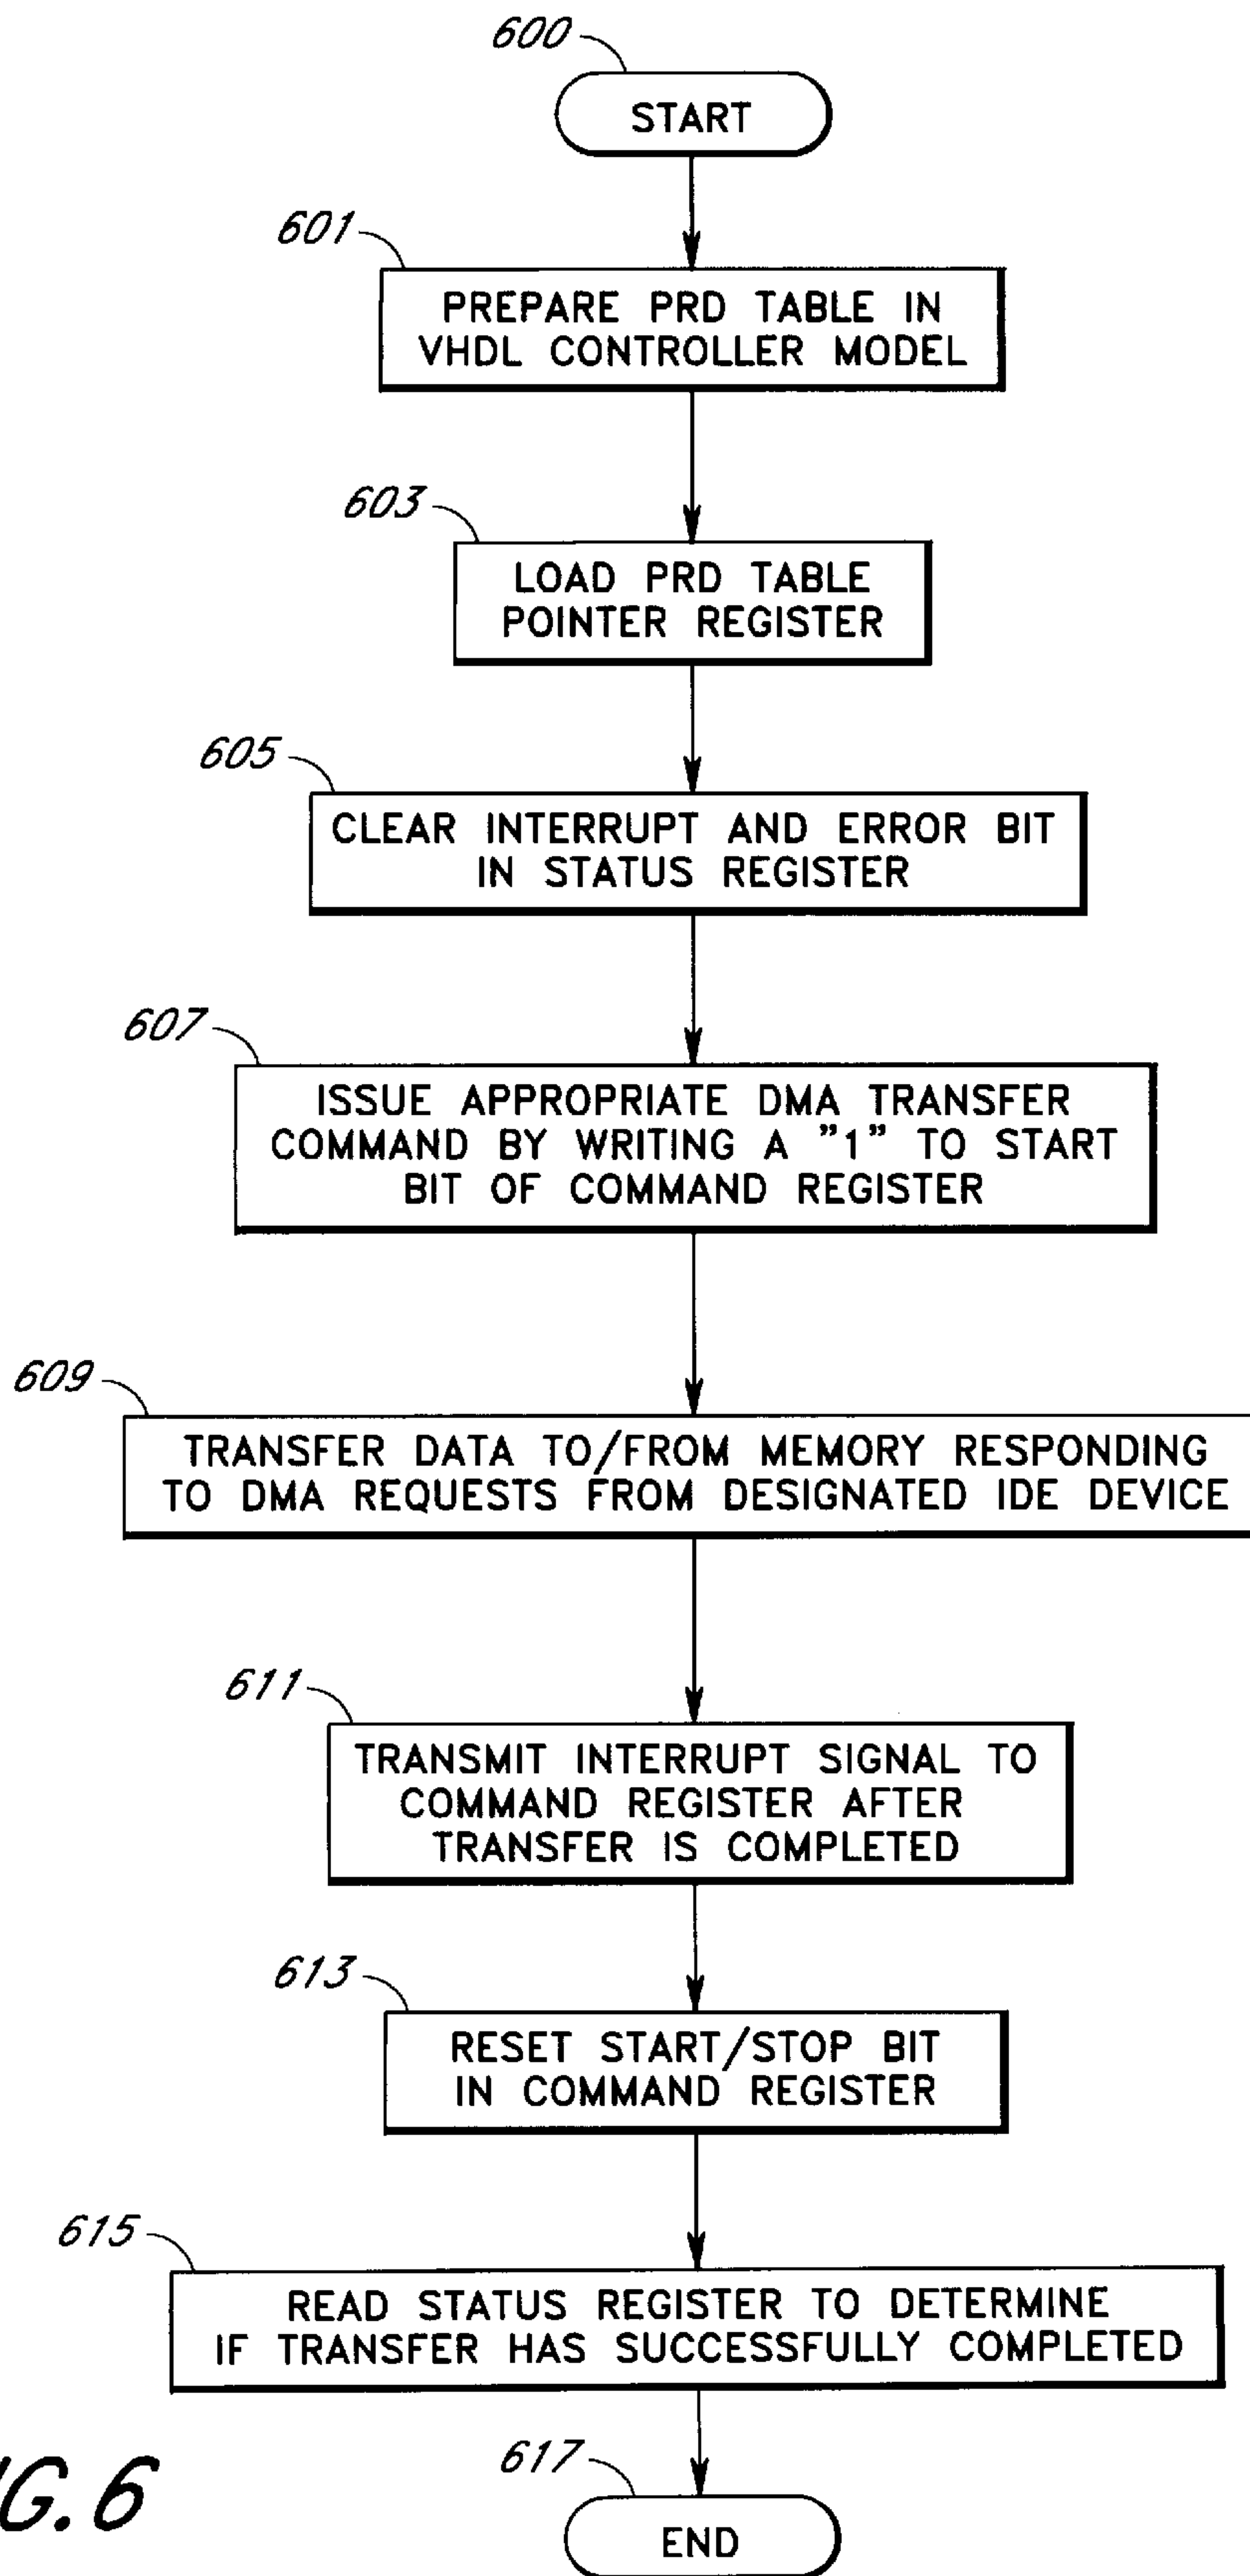 600
START
601
PREPARE PRD TABLE IN
VHDL CONTROLLER MODEL
603
LOAD PRD TABLE
POINTER REGISTER
605
CLEAR INTERRUPT AND ERROR BIT
IN STATUS REGISTER
607
ISSUE APPROPRIATE DMA TRANSFER
COMMAND BY WRITING A "1" TO START
BIT OF COMMAND REGISTER
609
TRANSFER DATA TO/FROM MEMORY RESPONDING
TO DMA REQUESTS FROM DESIGNATED IDE DEVICE
611
TRANSMIT INTERRUPT SIGNAL TO
COMMAND REGISTER AFTER
TRANSFER IS COMPLETED
613
RESET START/STOP BIT
IN COMMAND REGISTER
615
READ STATUS REGISTER TO DETERMINE
IF TRANSFER HAS SUCCESSFULLY COMPLETED
617
END
G.6